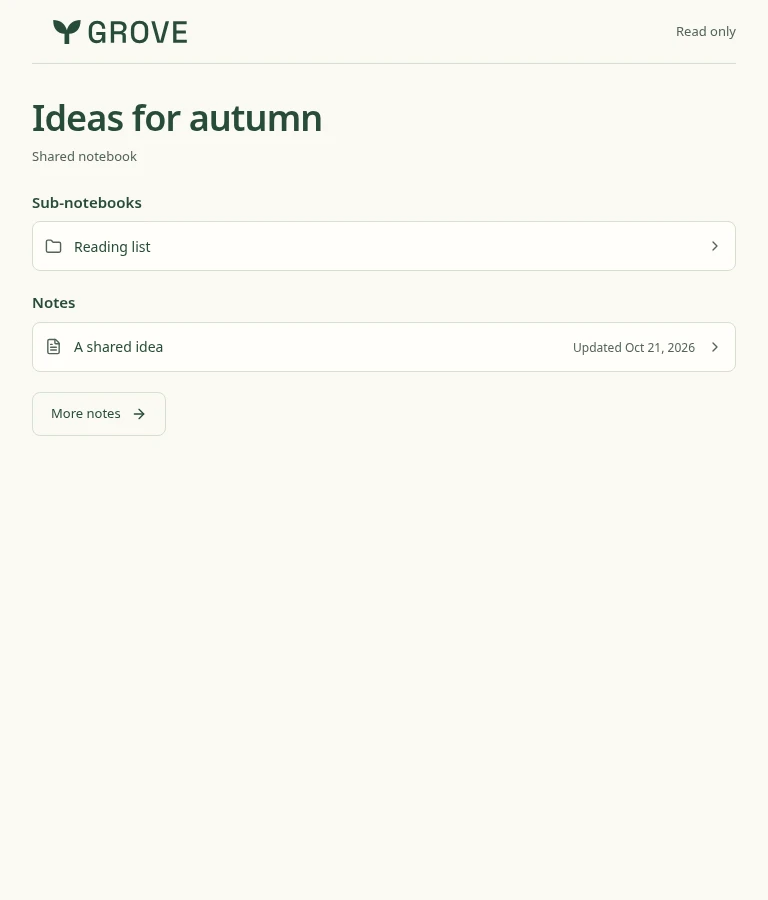 GROVE
Read only
Ideas for autumn
Shared notebook
Sub-notebooks
Reading list
Notes
A shared idea
Updated Oct 21, 2026
More notes